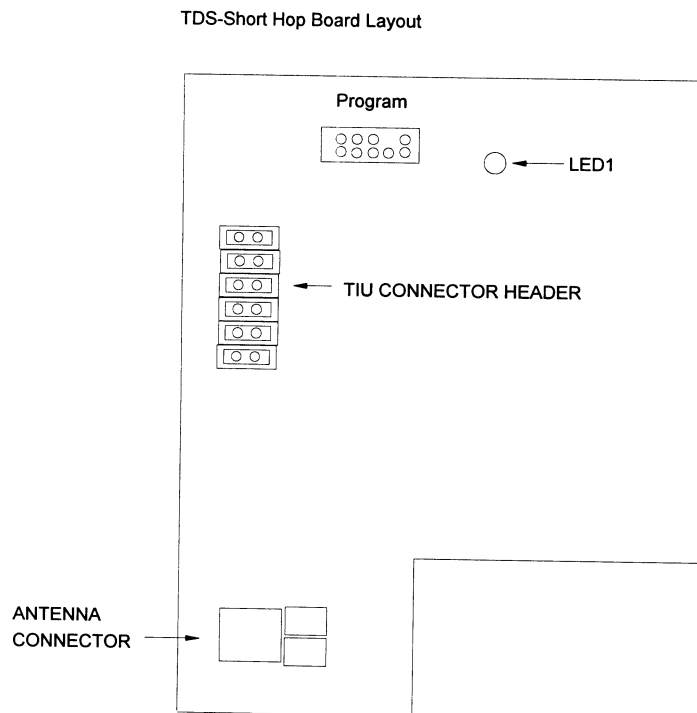 TDS-Short Hop Board Layout
Program
LED1
TIU CONNECTOR HEADER
ANTENNA
CONNECTOR